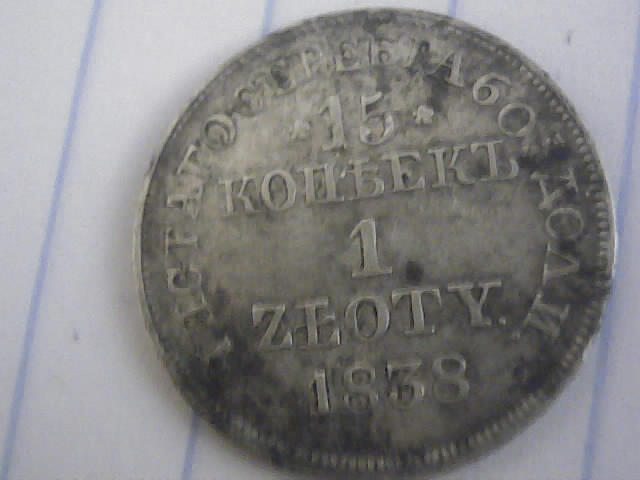 ЧИСТАГО СЕРЕБРА 60 ДОЛИ.
* 15 *
КОПѢЕКЪ
1
ZŁOTY.
1838